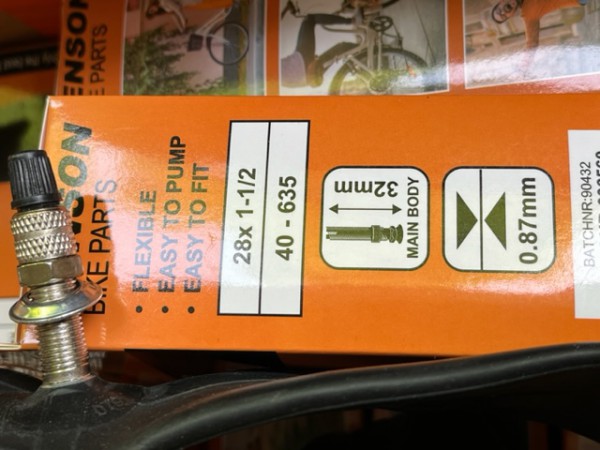 ENSON
BIKE PARTS
• FLEXIBLE
• EASY TO PUMP
• EASY TO FIT
28x 1-1/2
40 - 635
32mm
MAIN BODY
0.87mm
BATCHNR:90432